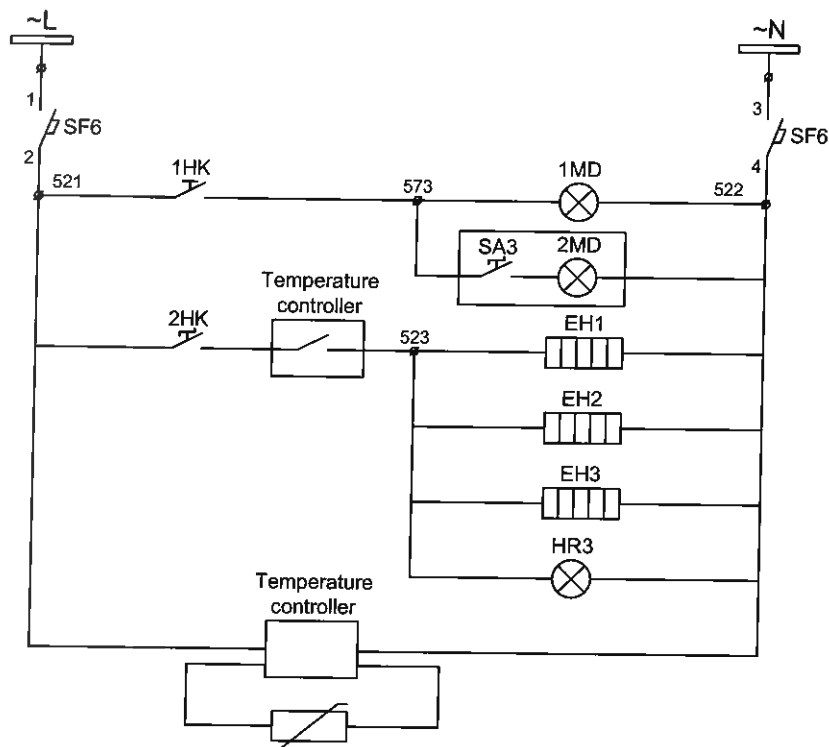 ~L
~N
1
SF6
2
3
SF6
4
521
1HK
573
1MD
522
SA3
2MD
Temperature
controller
2HK
523
EH1
EH2
EH3
HR3
Temperature
controller